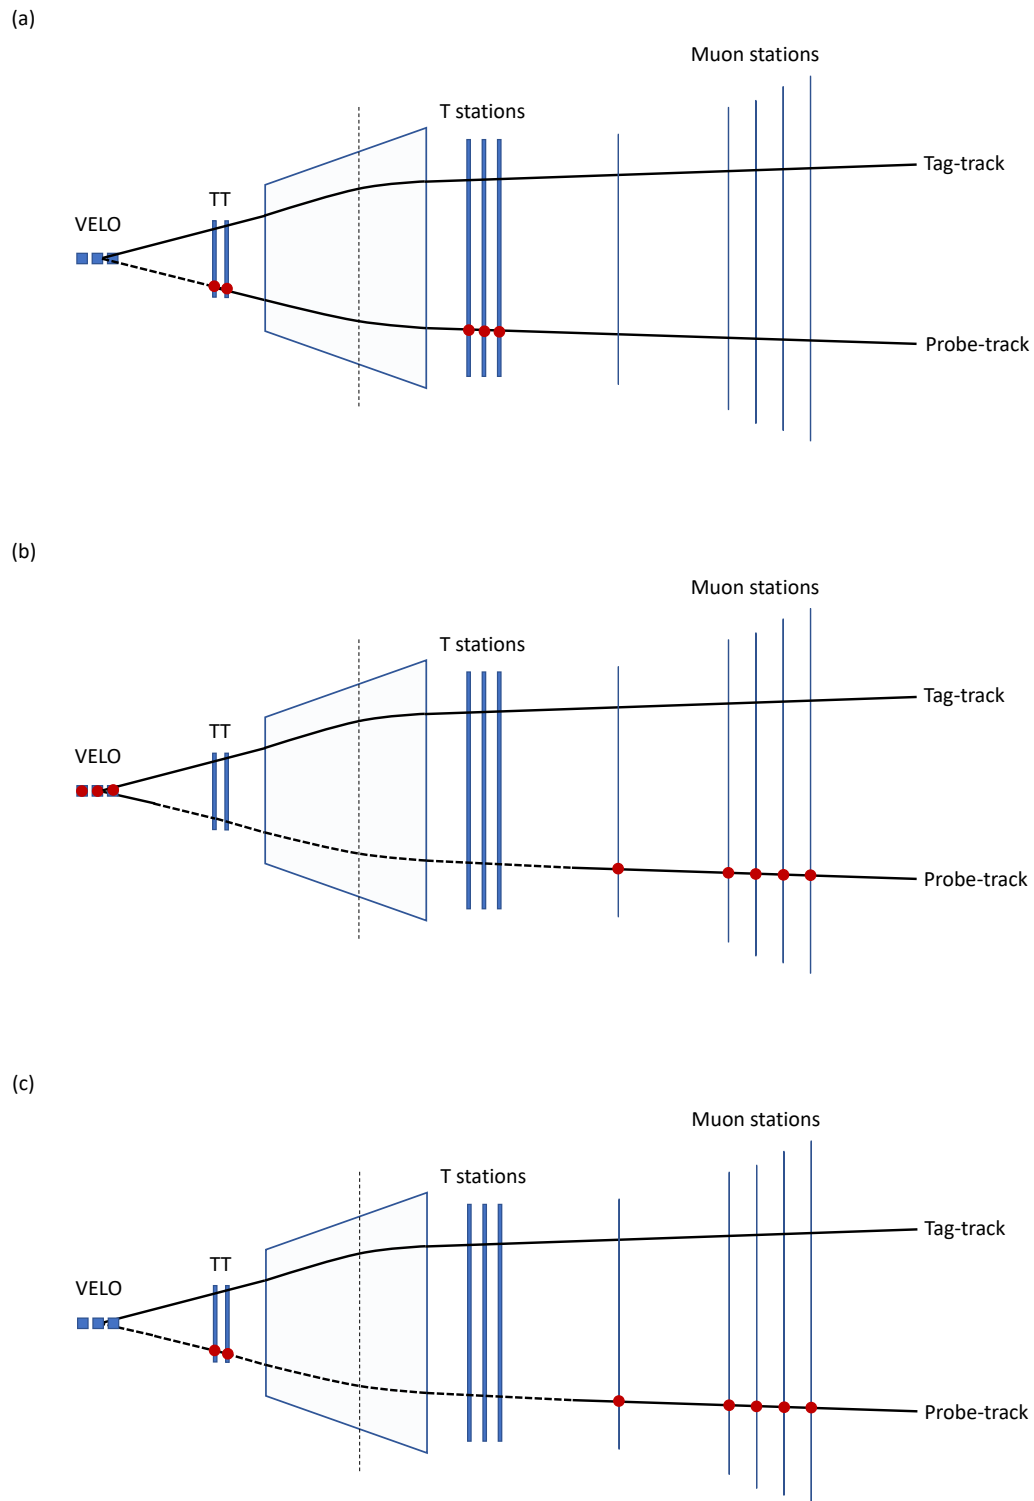 (a)
Muon stations
T stations
Tag-track
TT
VELO
Probe-track
(b)
Muon stations
T stations
Tag-track
TT
VELO
Probe-track
(c)
Muon stations
T stations
Tag-track
TT
VELO
Probe-track